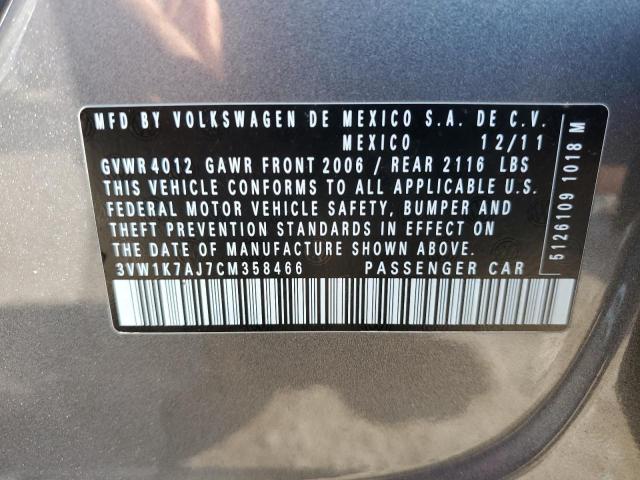 MFD BY VOLKSWAGEN DE MEXICO S.A. DE C.V.
MEXICO 12/11
GVWR 4012 GAWR FRONT 2006 / REAR 2116 LBS
THIS VEHICLE CONFORMS TO ALL APPLICABLE U.S.
FEDERAL MOTOR VEHICLE SAFETY, BUMPER AND
THEFT PREVENTION STANDARDS IN EFFECT ON
THE DATE OF MANUFACTURE SHOWN ABOVE.
3VW1K7AJ7CM358466 PASSENGER CAR
5126109 1018 M